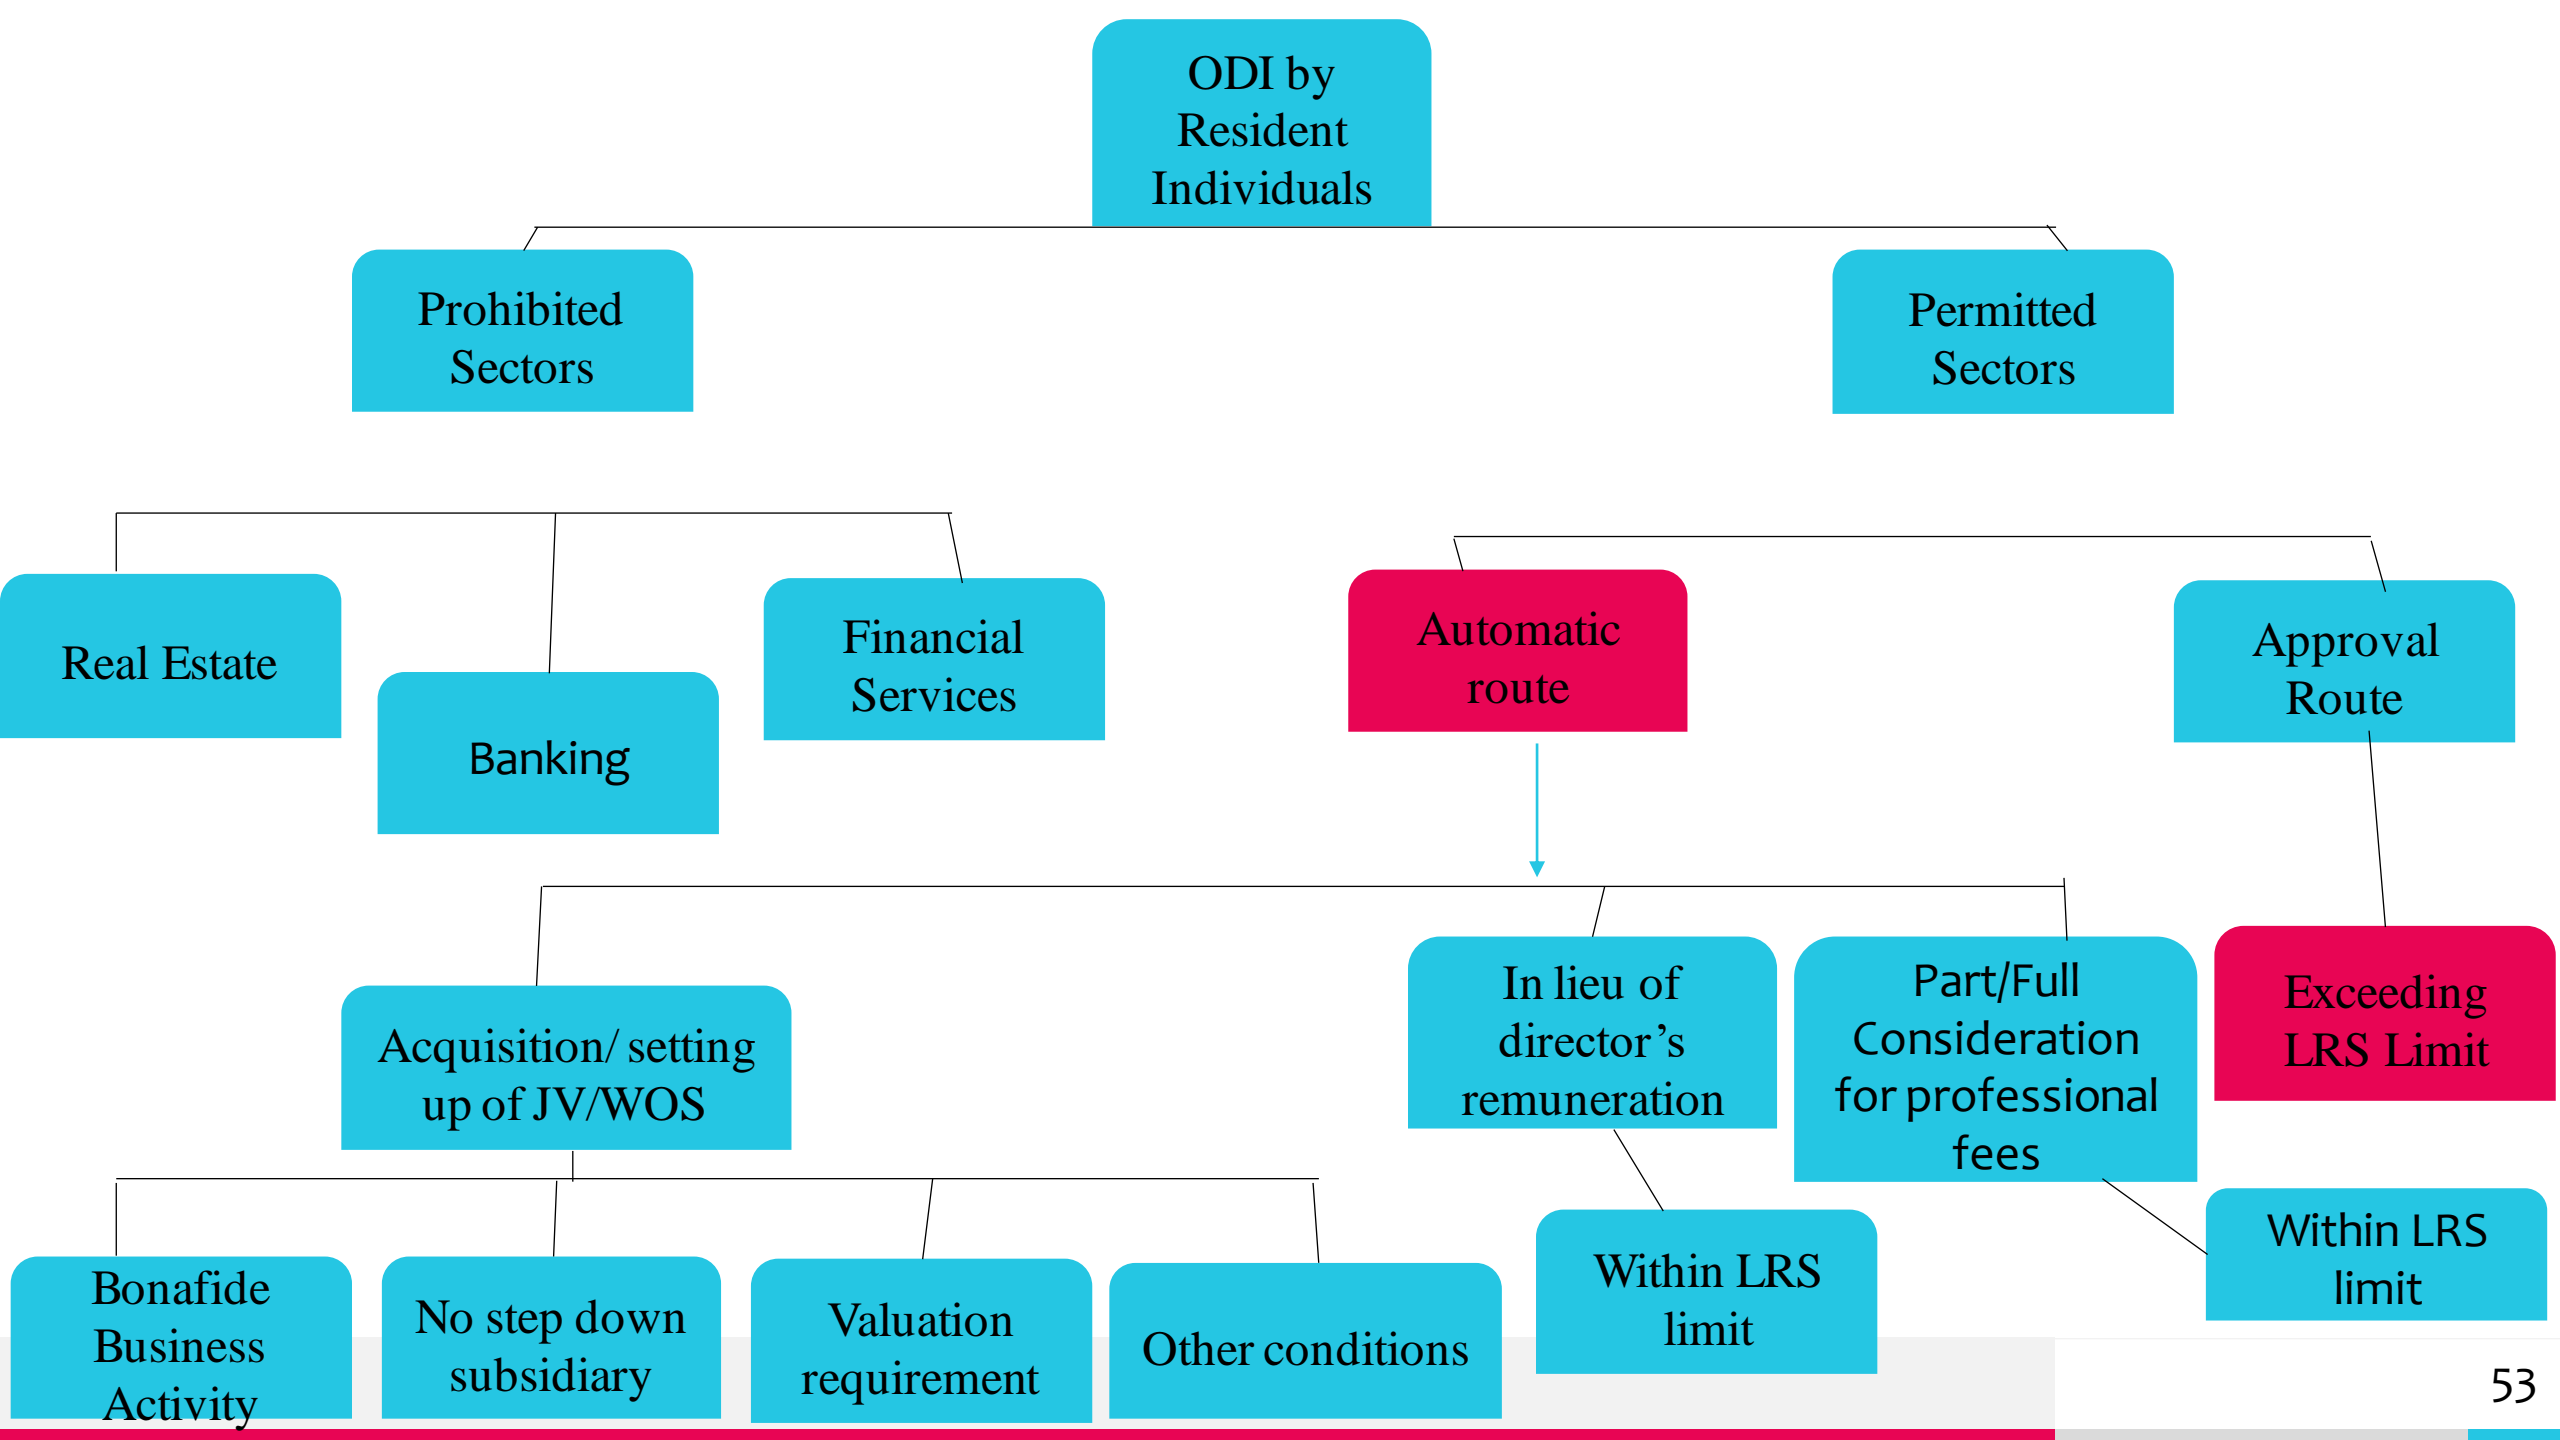 ODI by
Resident
Individuals
Prohibited
Sectors
Permitted
Sectors
Real Estate
Banking
Financial
Services
Automatic
route
Approval
Route
Acquisition/ setting
up of JV/WOS
In lieu of
director’s
remuneration
Part/Full
Consideration
for professional
fees
Exceeding
LRS Limit
Bonafide
Business
Activity
No step down
subsidiary
Valuation
requirement
Other conditions
Within LRS
limit
Within LRS
limit
53